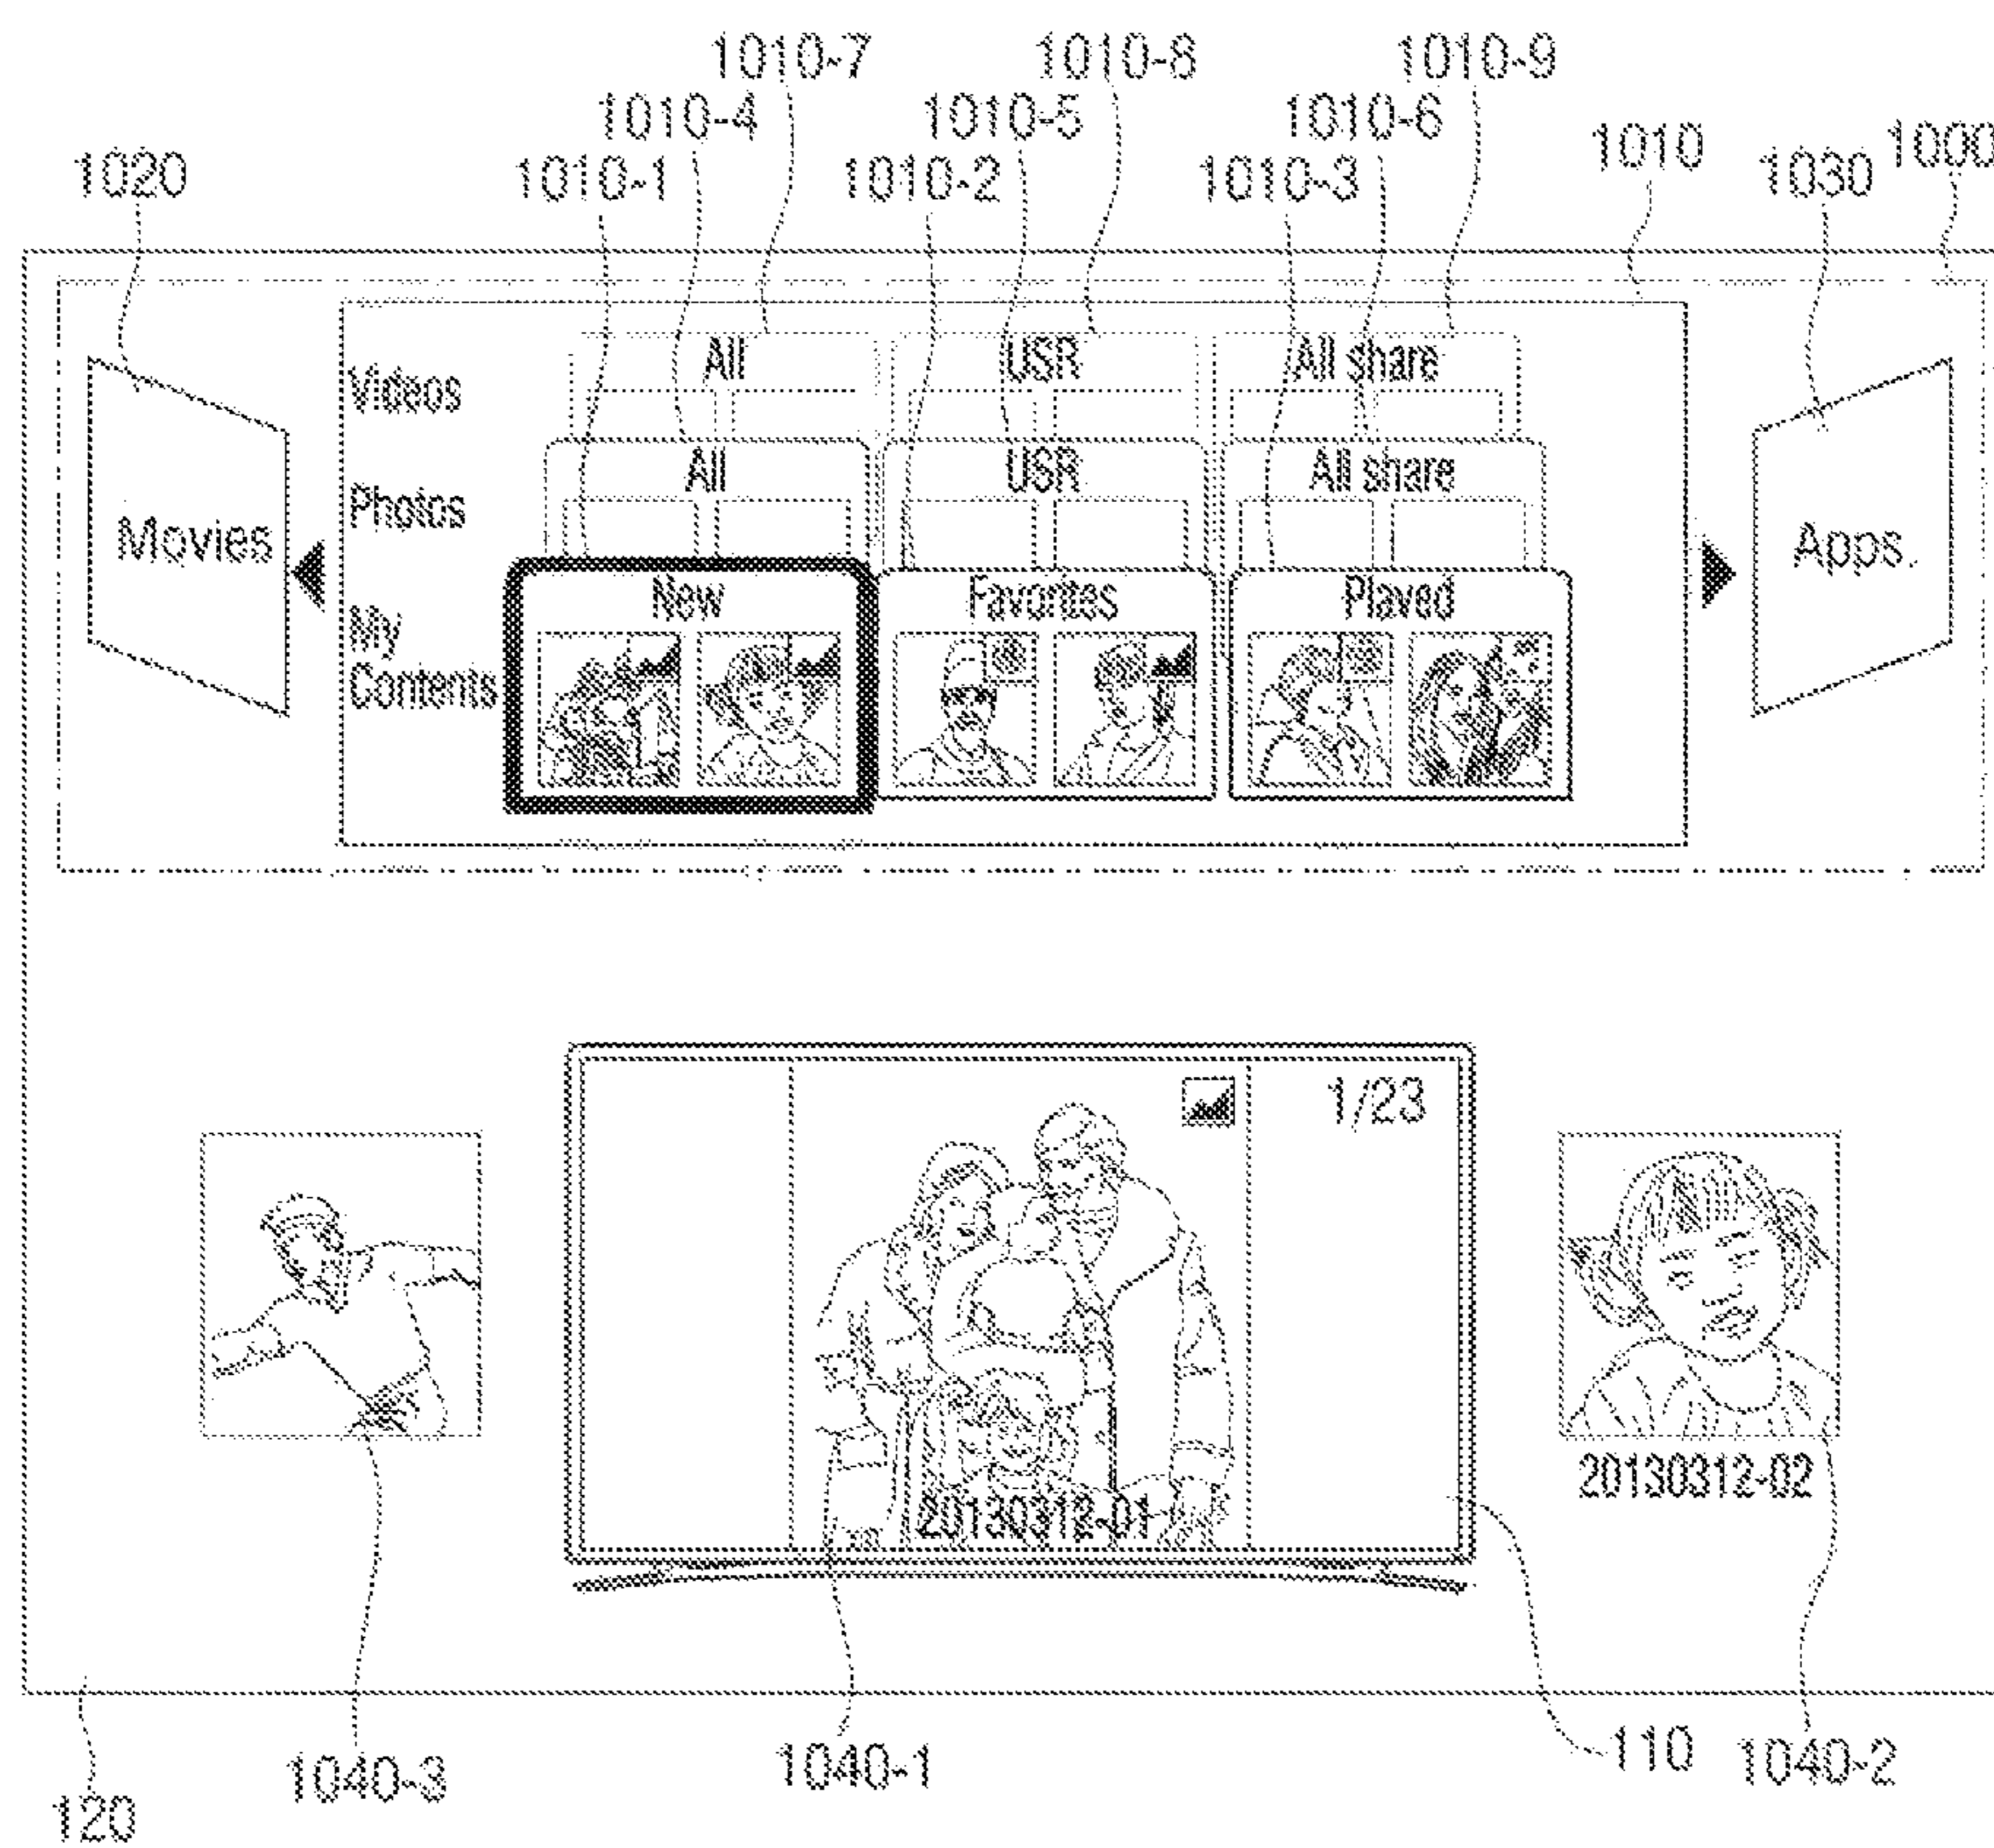 1010-7 1010-8 1010-9
1010-4 1010-5 1010-6
1020 1010-1 1010-2 1010-3 1010 1030 1000
Videos All USR All share
Photos All USR All share
Movies Apps.
My
Contents
New Favorites Played
1/23
20130312-01
20130312-02
1040-3 1040-1 110 1040-2
120